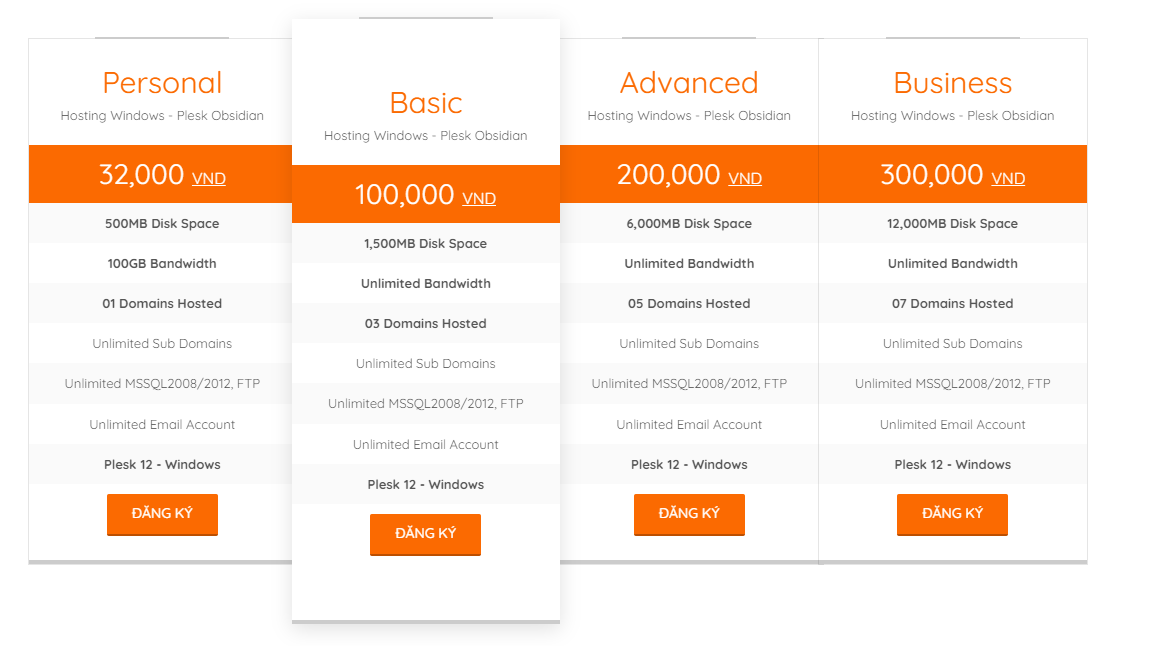 Personal
Hosting Windows - Plesk Obsidian
32,000 VND
500MB Disk Space
100GB Bandwidth
01 Domains Hosted
Unlimited Sub Domains
Unlimited MSSQL2008/2012, FTP
Unlimited Email Account
Plesk 12 - Windows
ĐĂNG KÝ
Basic
Hosting Windows - Plesk Obsidian
100,000 VND
1,500MB Disk Space
Unlimited Bandwidth
03 Domains Hosted
Unlimited Sub Domains
Unlimited MSSQL2008/2012, FTP
Unlimited Email Account
Plesk 12 - Windows
ĐĂNG KÝ
Advanced
Hosting Windows - Plesk Obsidian
200,000 VND
6,000MB Disk Space
Unlimited Bandwidth
05 Domains Hosted
Unlimited Sub Domains
Unlimited MSSQL2008/2012, FTP
Unlimited Email Account
Plesk 12 - Windows
ĐĂNG KÝ
Business
Hosting Windows - Plesk Obsidian
300,000 VND
12,000MB Disk Space
Unlimited Bandwidth
07 Domains Hosted
Unlimited Sub Domains
Unlimited MSSQL2008/2012, FTP
Unlimited Email Account
Plesk 12 - Windows
ĐĂNG KÝ